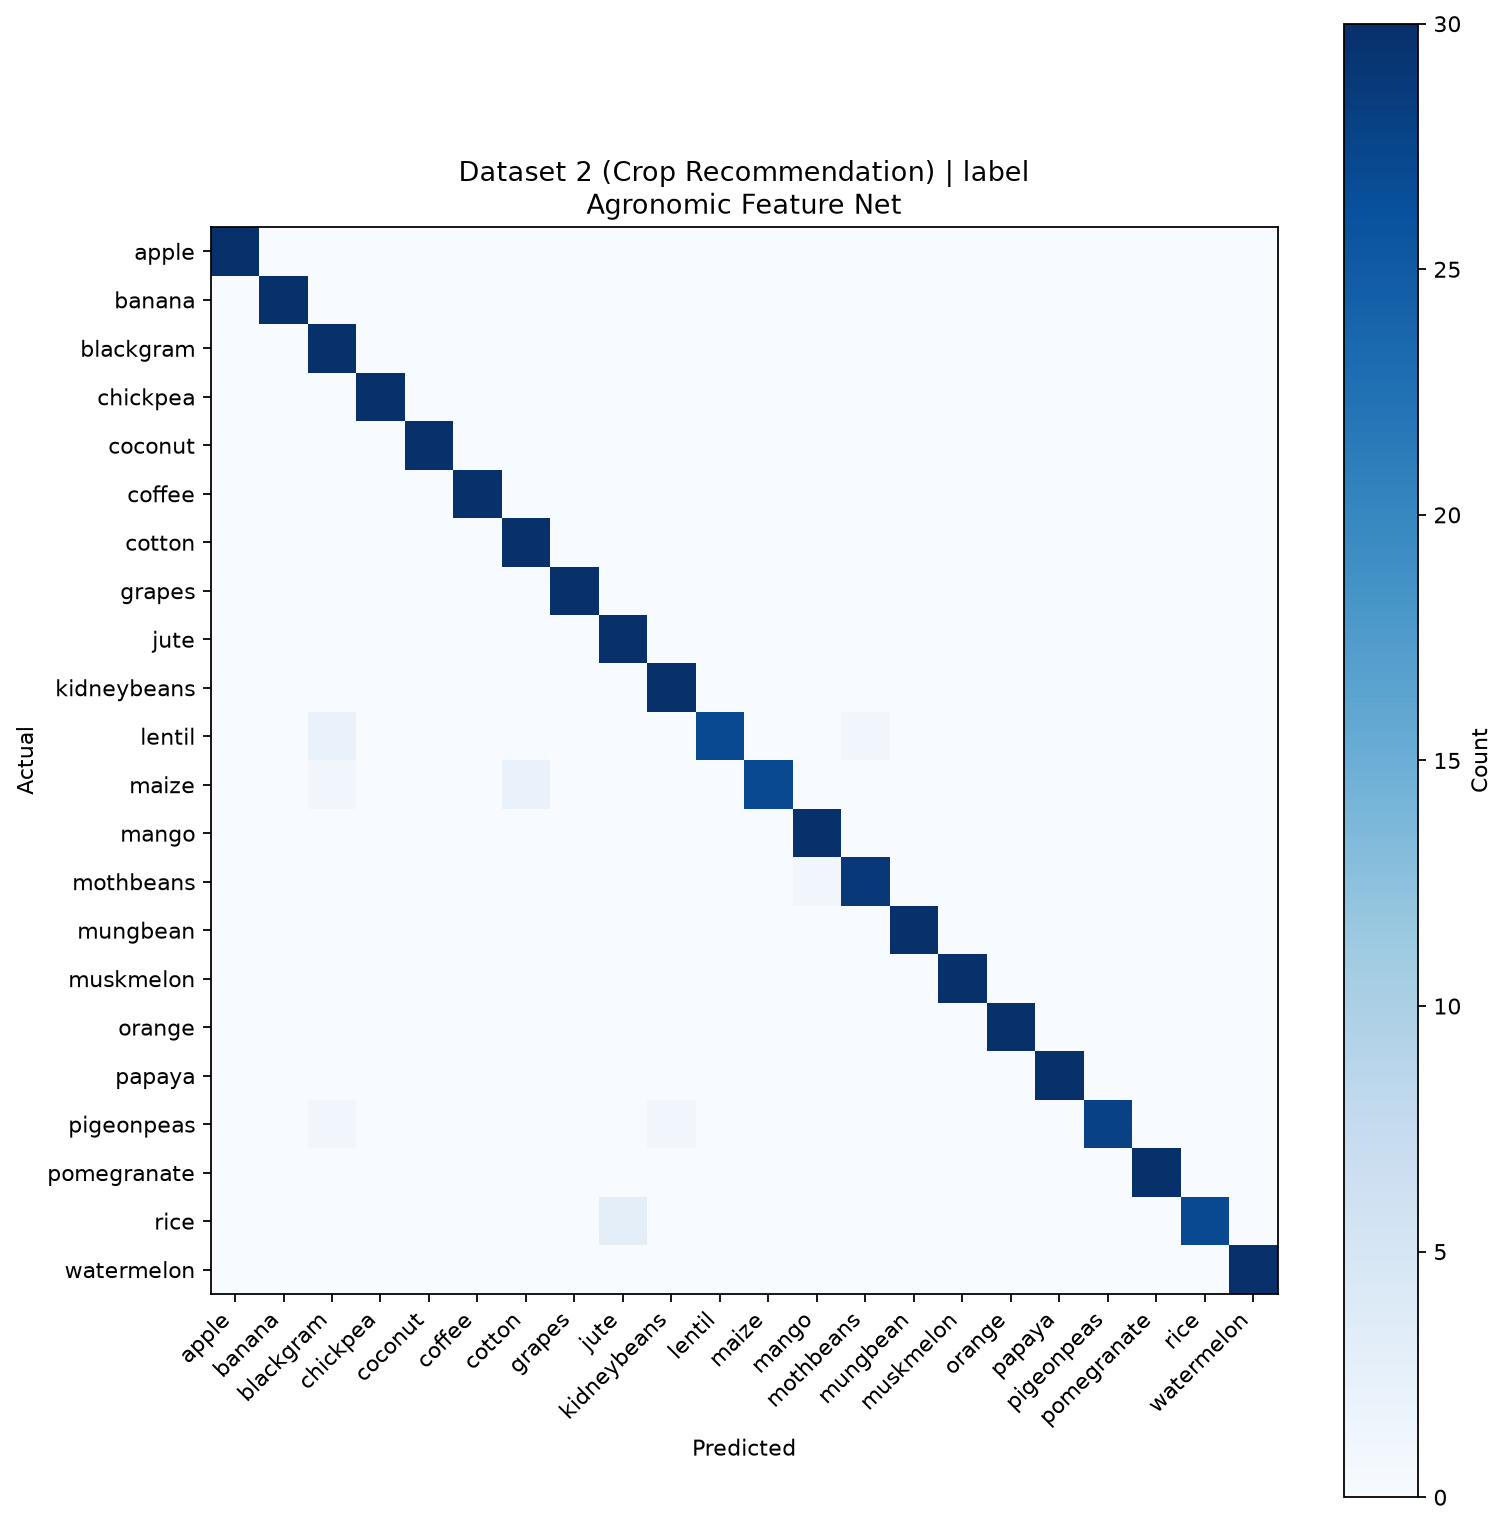 Dataset 2 (Crop Recommendation) | label
Agronomic Feature Net
Actual
apple
banana
blackgram
chickpea
coconut
coffee
cotton
grapes
jute
kidneybeans
lentil
maize
mango
mothbeans
mungbean
muskmelon
orange
papaya
pigeonpeas
pomegranate
rice
watermelon
apple
banana
blackgram
chickpea
coconut
coffee
cotton
grapes
jute
kidneybeans
lentil
maize
mango
mothbeans
mungbean
muskmelon
orange
papaya
pigeonpeas
pomegranate
rice
watermelon
Predicted
30
25
20
15
10
5
0
Count